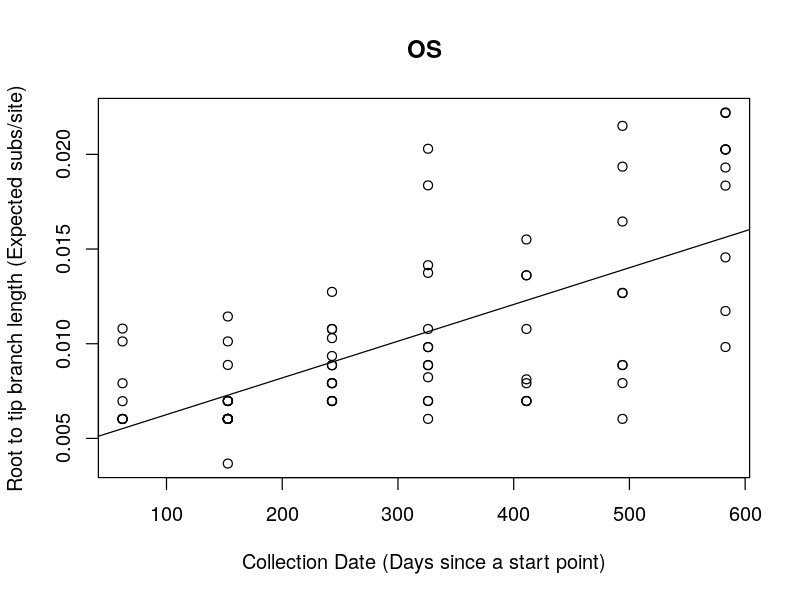 OS
Root to tip branch length (Expected subs/site)
0.020
0.015
0.010
0.005
100 200 300 400 500 600
Collection Date (Days since a start point)